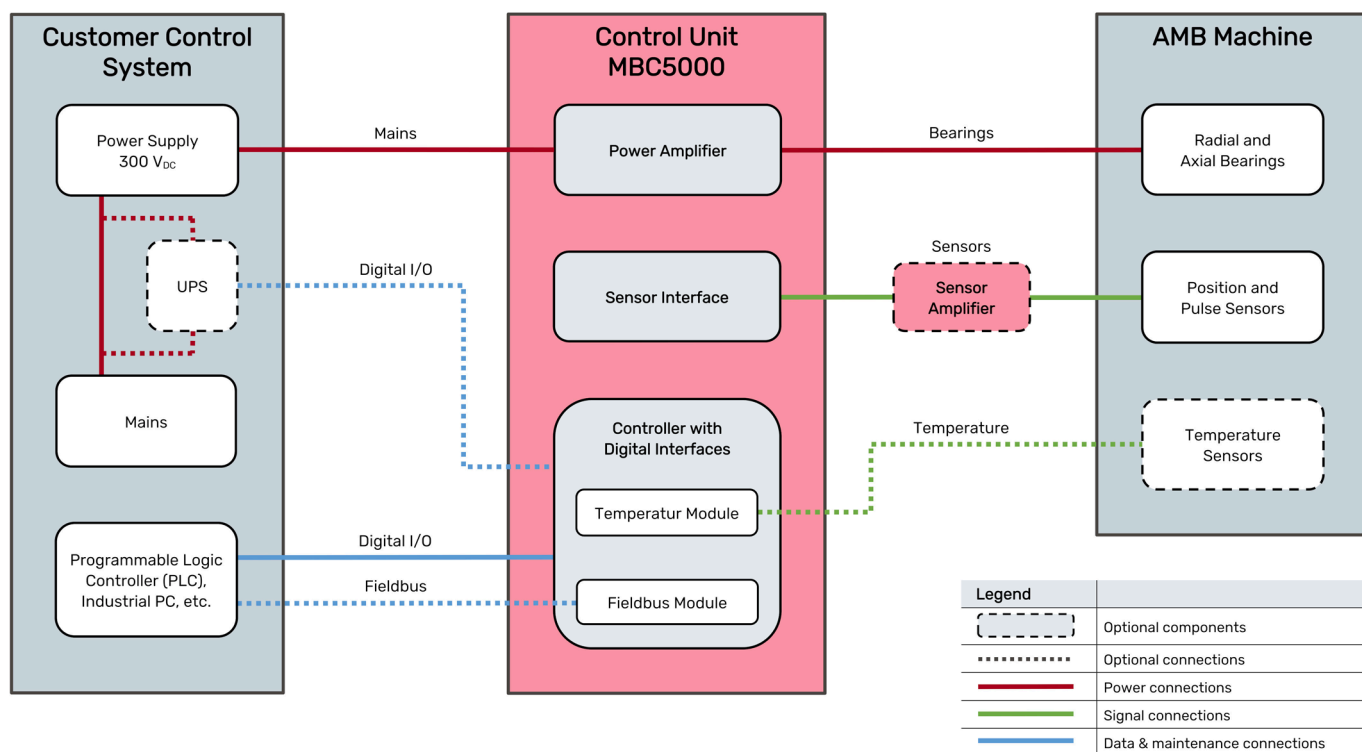 Customer Control
System
Power Supply
300 VDC
UPS
Mains
Programmable Logic
Controller (PLC),
Industrial PC, etc.
Mains
Digital I/O
Digital I/O
Fieldbus
Control Unit
MBC5000
Power Amplifier
Sensor Interface
Controller with
Digital Interfaces
Temperatur Module
Fieldbus Module
Bearings
Sensors
Sensor
Amplifier
Temperature
AMB Machine
Radial and
Axial Bearings
Position and
Pulse Sensors
Temperature
Sensors
Legend
Optional components
Optional connections
Power connections
Signal connections
Data & maintenance connections